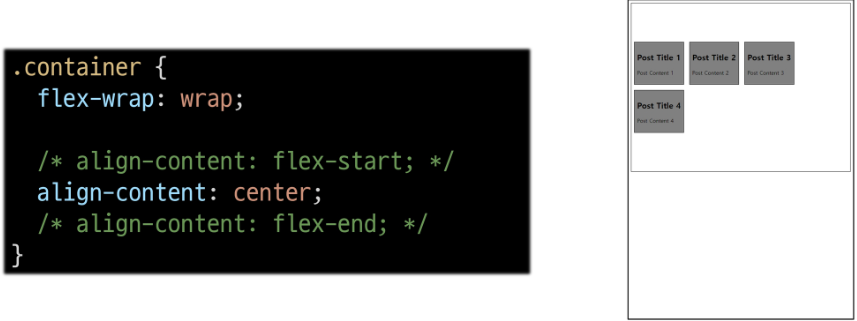 .container {
  flex-wrap: wrap;
  /* align-content: flex-start; */
  align-content: center;
  /* align-content: flex-end; */
}
Post Title 1 Post Title 2 Post Title 3
Post Content 1 Post Content 2 Post Content 3
Post Title 4
Post Content 4